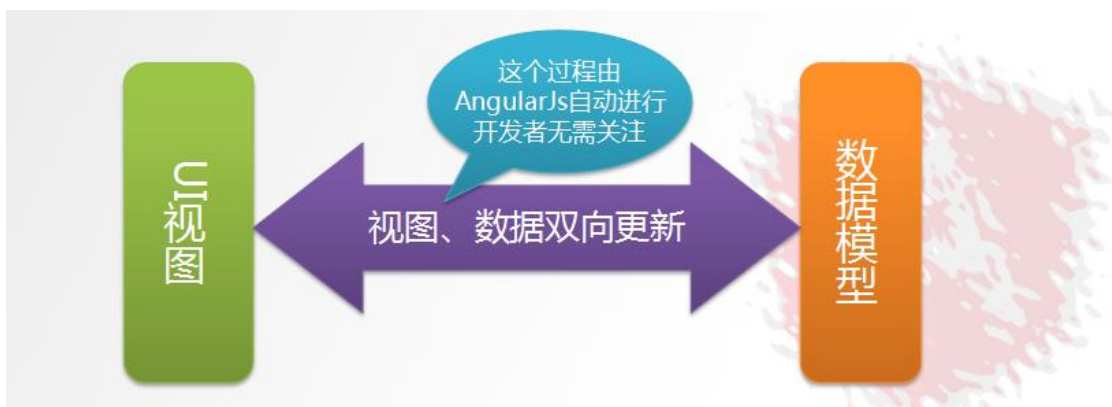 这个过程由
AngularJs自动进行
开发者无需关注
UI视图
视图、数据双向更新
数据模型